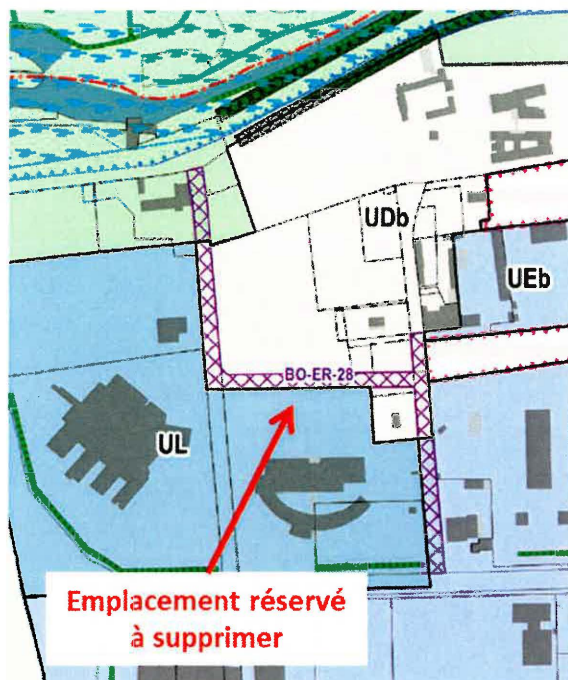 UDb
UEb
BO-ER-28
UL
Emplacement réservé
à supprimer